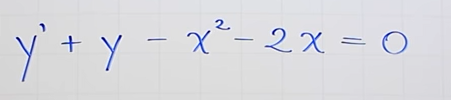 y' + y - x² - 2x = 0